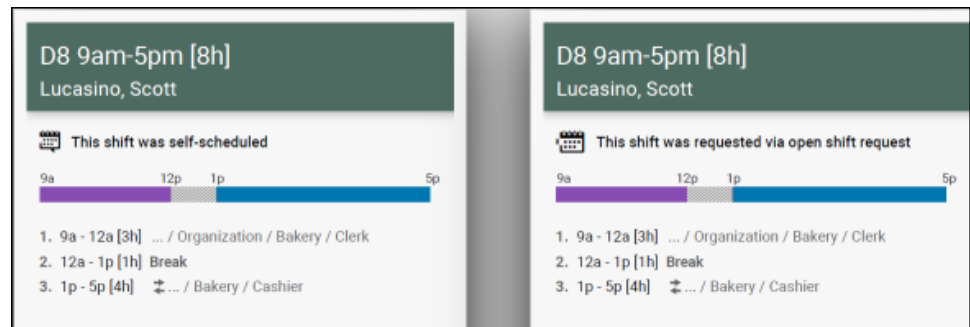 D8 9am-5pm [8h]
Lucasino, Scott
This shift was self-scheduled
9a 12p 1p 5p
1. 9a - 12a [3h] ... / Organization / Bakery / Clerk
2. 12a - 1p [1h] Break
3. 1p - 5p [4h] ... / Bakery / Cashier
D8 9am-5pm [8h]
Lucasino, Scott
This shift was requested via open shift request
9a 12p 1p 5p
1. 9a - 12a [3h] ... / Organization / Bakery / Clerk
2. 12a - 1p [1h] Break
3. 1p - 5p [4h] ... / Bakery / Cashier